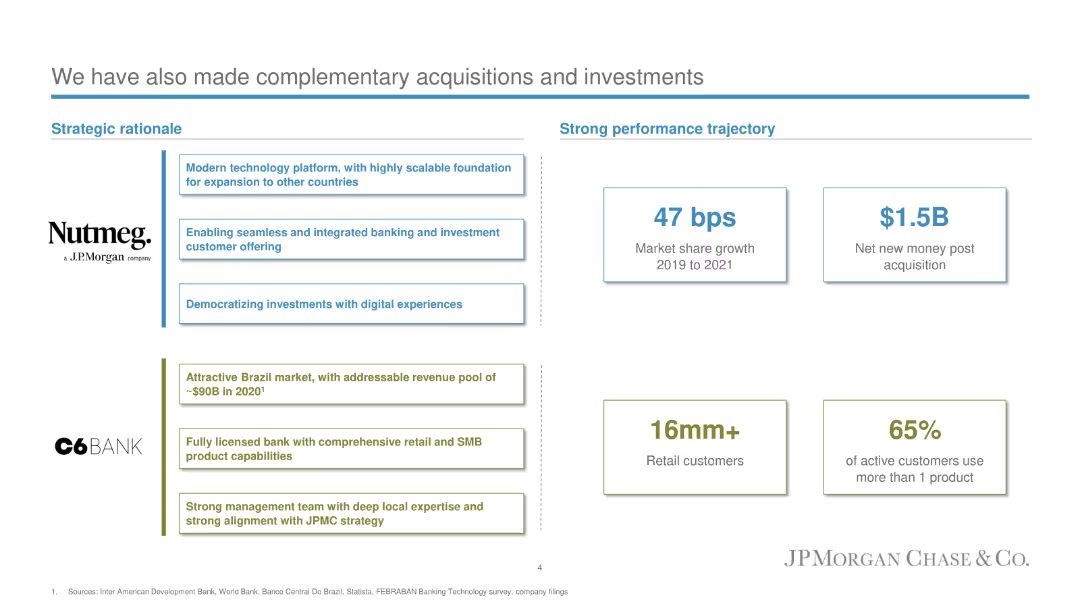 We have also made complementary acquisitions and investments
Strategic rationale
Modern technology platform, with highly scalable foundation
for expansion to other countries
Nutmeg.
a J.P.Morgan company
Enabling seamless and integrated banking and investment
customer offering
Democratizing investments with digital experiences
Attractive Brazil market, with addressable revenue pool of
~$90B in 2020¹
C6BANK
Fully licensed bank with comprehensive retail and SMB
product capabilities
Strong management team with deep local expertise and
strong alignment with JPMC strategy
Strong performance trajectory
47 bps
Market share growth
2019 to 2021
$1.5B
Net new money post
acquisition
16mm+
Retail customers
65%
of active customers use
more than 1 product
4
JPMORGAN CHASE & CO.
1. Sources: Inter American Development Bank, World Bank, Banco Central Do Brazil, Statista, FEBRABAN Banking Technology survey, company filings